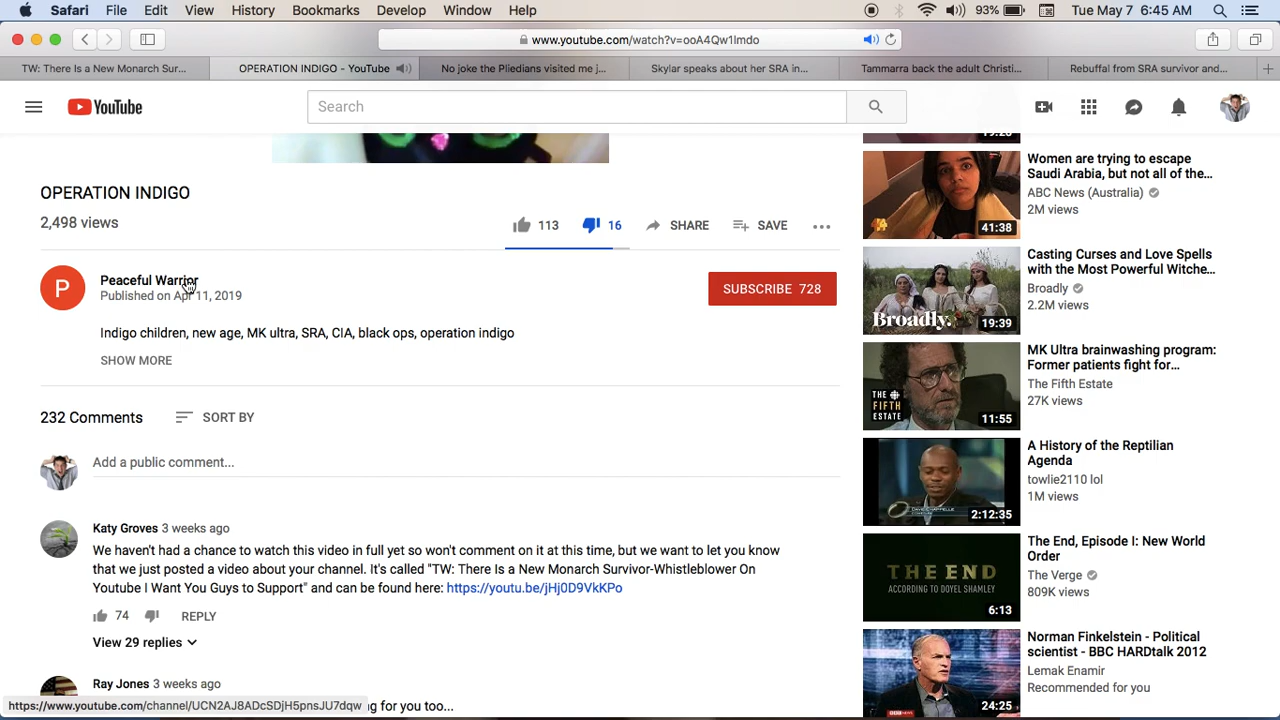 Safari File Edit View History Bookmarks Develop Window Help 93% Tue May 7 6:45 AM
www.youtube.com/watch?v=ooA4Qw1lmdo
TW: There Is a New Monarch Sur... OPERATION INDIGO - YouTube No joke the Pliedians visited me j... Skylar speaks about her SRA in... Tammarra back the adult Christi... Rebuffal from SRA survivor and...
YouTube Search
OPERATION INDIGO
2,498 views
113 16 SHARE SAVE
P
Peaceful Warrior
Published on Apr 11, 2019
SUBSCRIBE 728
Indigo children, new age, MK ultra, SRA, CIA, black ops, operation indigo
SHOW MORE
232 Comments SORT BY
Add a public comment...
Katy Groves 3 weeks ago
We haven't had a chance to watch this video in full yet so won't comment on it at this time, but we want to let you know
that we just posted a video about your channel. It's called "TW: There Is a New Monarch Survivor-Whistleblower On
Youtube I Want You Guys to Support" and can be found here: https://youtu.be/jHj0D9VkKPo
74 REPLY
View 29 replies
Ray Jones 3 weeks ago
https://www.youtube.com/channel/UCN2AJ8ADcSDjH5pnsJU7dqw
for you too...
Women are trying to escape
Saudi Arabia, but not all of the...
ABC News (Australia)
2M views
41:38
Casting Curses and Love Spells
with the Most Powerful Witche...
Broadly
2.2M views
Broadly.
19:39
MK Ultra brainwashing program:
Former patients fight for...
The Fifth Estate
27K views
THE
FIFTH
ESTATE
11:55
A History of the Reptilian
Agenda
towlie2110 lol
1M views
2:12:35
The End, Episode I: New World
Order
The Verge
809K views
THE END
ACCORDING TO DOYEL SHAMLEY
6:13
Norman Finkelstein - Political
scientist - BBC HARDtalk 2012
Lemak Enamir
Recommended for you
24:25